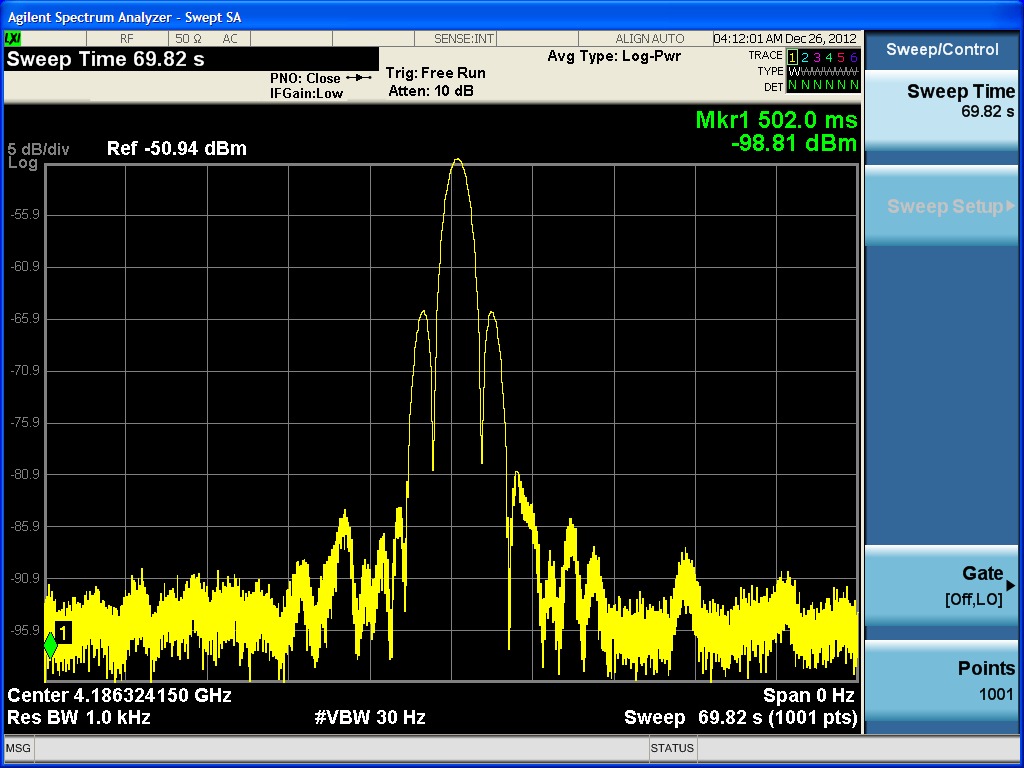 Agilent Spectrum Analyzer - Swept SA
LXI RF 50 Ω AC SENSE:INT ALIGN AUTO 04:12:01 AM Dec 26, 2012
Sweep Time 69.82 s
PNO: Close
IFGain:Low
Trig: Free Run
Atten: 10 dB
Avg Type: Log-Pwr
TRACE 1 2 3 4 5 6
TYPE WWWWWW
DET N N N N N N
Mkr1 502.0 ms
-98.81 dBm
5 dB/div
Log
Ref -50.94 dBm
-55.9
-60.9
-65.9
-70.9
-75.9
-80.9
-85.9
-90.9
-95.9
1
Center 4.186324150 GHz
Span 0 Hz
Res BW 1.0 kHz
#VBW 30 Hz
Sweep 69.82 s (1001 pts)
MSG
STATUS
Sweep/Control
Sweep Time
69.82 s
Sweep Setup
Gate
[Off,LO]
Points
1001